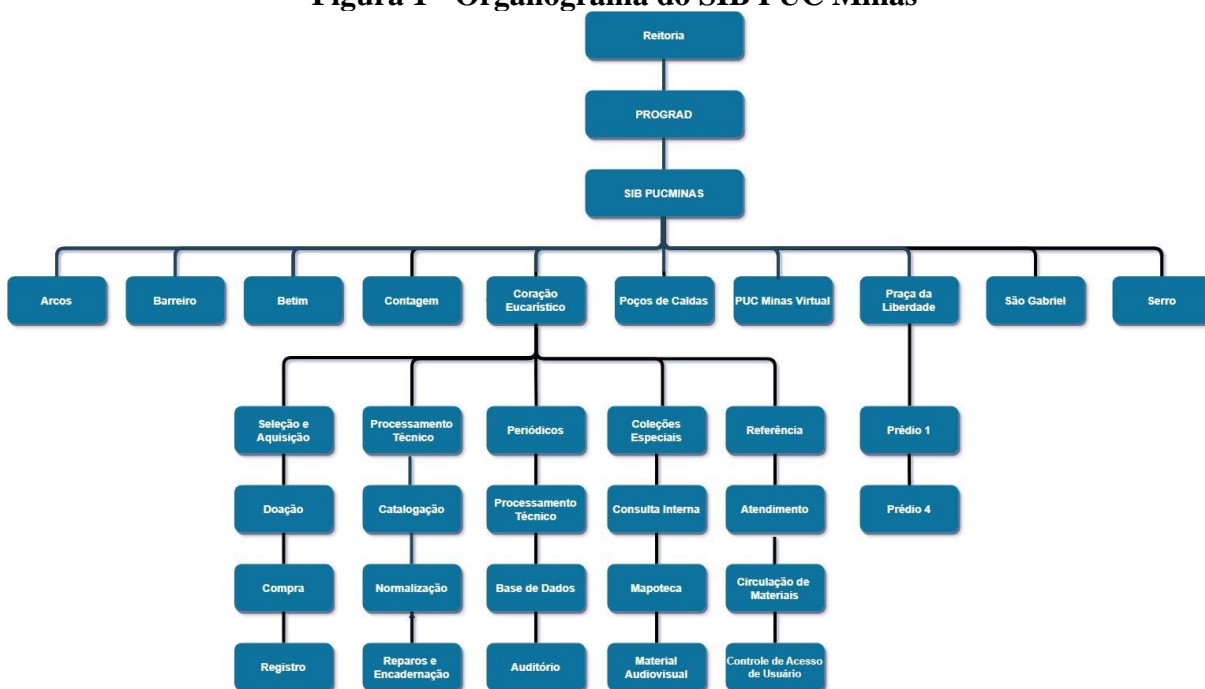 Figura 1 - Organograma do SIB PUC Minas
Reitoria
PROGRAD
SIB PUCMINAS
Arcos
Barreiro
Betim
Contagem
Coração
Eucarístico
Poços de Caldas
PUC Minas Virtual
Praça da
Liberdade
São Gabriel
Serro
Seleção e
Aquisição
Processamento
Técnico
Periódicos
Coleções
Especiais
Referência
Prédio 1
Doação
Catalogação
Processamento
Técnico
Consulta Interna
Atendimento
Prédio 4
Compra
Normalização
Base de Dados
Mapoteca
Circulação de
Materiais
Registro
Reparos e
Encadernação
Auditório
Material
Audiovisual
Controle de Acesso
de Usuário